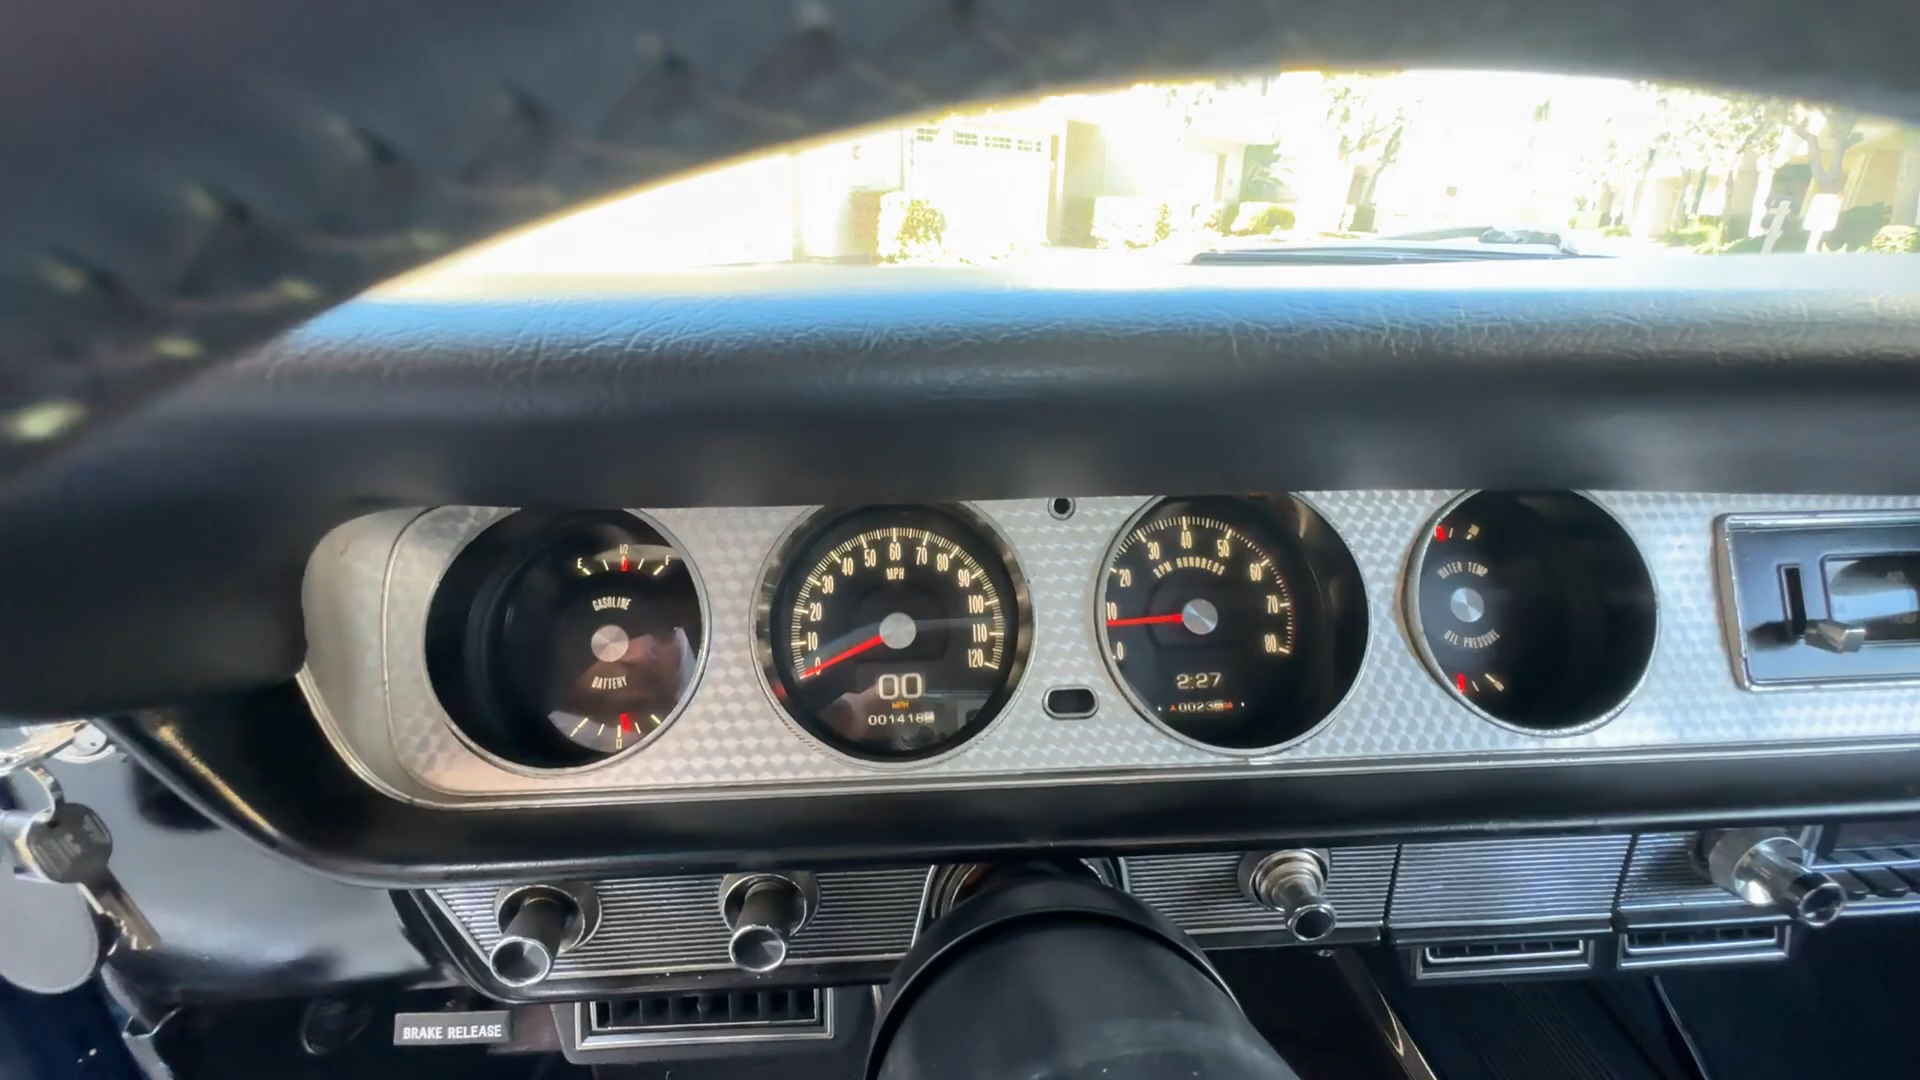 E 1/2 F
GASOLINE
BATTERY
0 10 20 30 40 50 60 70 80 90 100 110 120
MPH
00
MPH
001418
0 10 20 30 40 50 60 70 80
RPM HUNDREDS
2:27
A 0023
WATER TEMP
OIL PRESSURE
BRAKE RELEASE